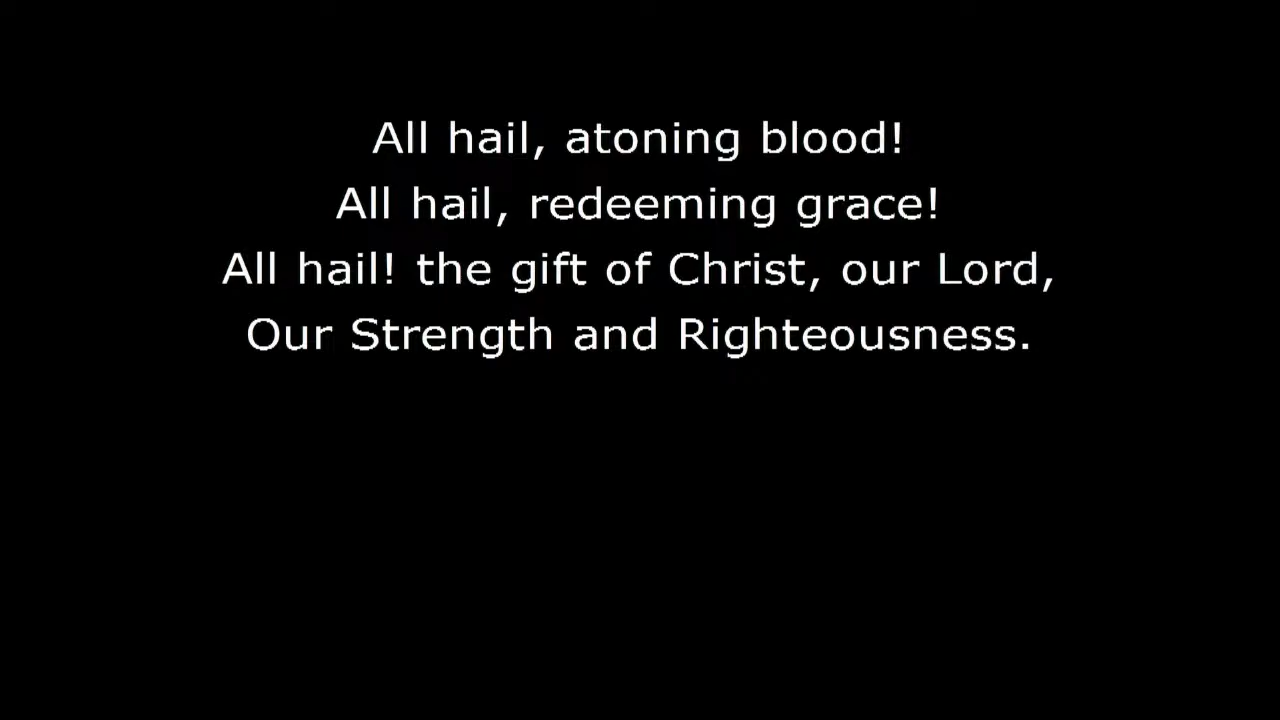 All hail, atoning blood!
All hail, redeeming grace!
All hail! the gift of Christ, our Lord,
Our Strength and Righteousness.